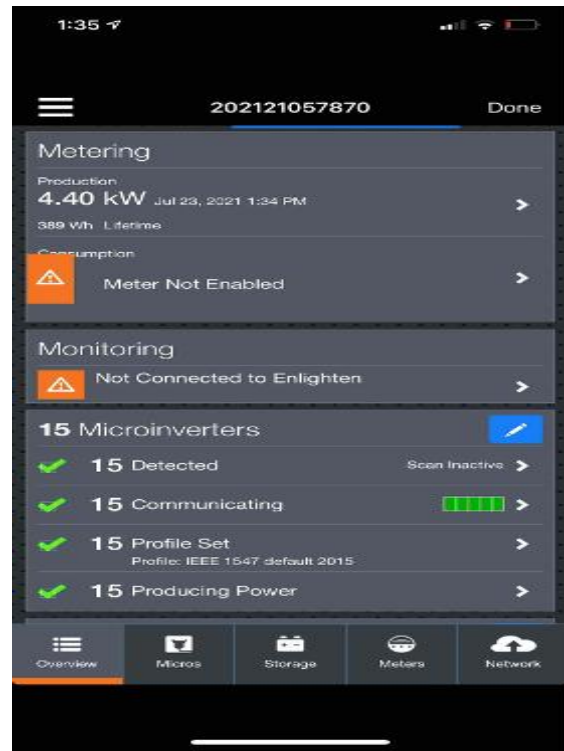 1:35
202121057870 Done
Metering
Production
4.40 kW Jul 23, 2021 1:34 PM
389 Wh Lifetime
Consumption
Meter Not Enabled
Monitoring
Not Connected to Enlighten
15 Microinverters
15 Detected Scan Inactive
15 Communicating
15 Profile Set
Profile: IEEE 1547 default 2015
15 Producing Power
Overview Micros Storage Meters Network